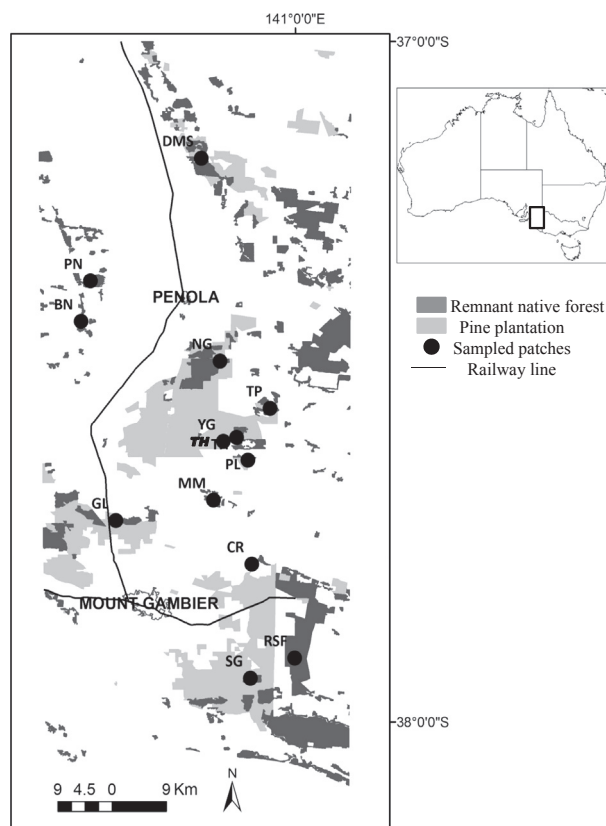 141°0'0"E
37°0'0"S
DMS
PN
PENOLA
BN
NG
TP
YG
TH
PL
MM
GL
CR
MOUNT GAMBIER
RSF
SG
38°0'0"S
9 4.5 0 9 Km
N
Remnant native forest
Pine plantation
Sampled patches
Railway line